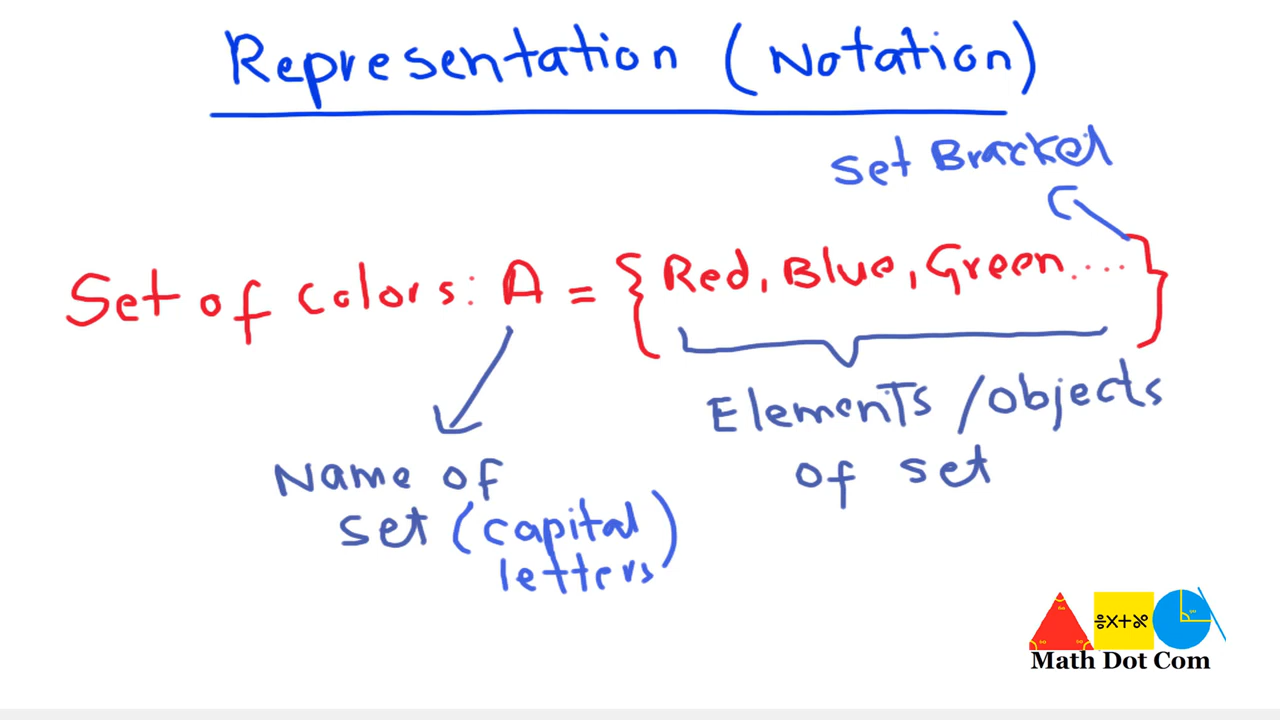 Representation (Notation)
Set Bracket
Set of colors: A = {Red, Blue, Green....}
Elements/objects
of set
Name of
set (capital
letters)
÷×+%
Math Dot Com